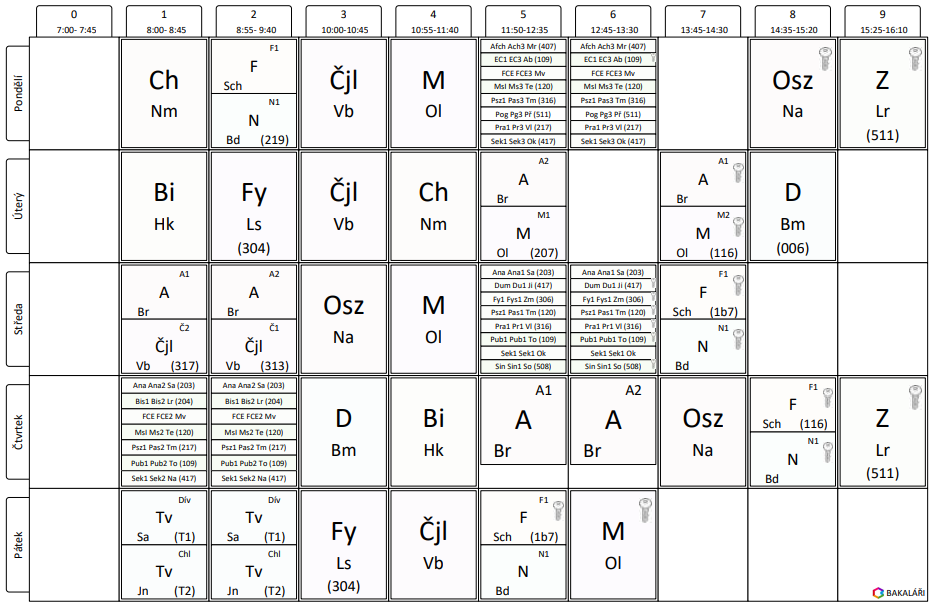 0 1 2 3 4 5 6 7 8 9
7:00- 7:45 8:00- 8:45 8:55- 9:40 10:00-10:45 10:55-11:40 11:50-12:35 12:45-13:30 13:45-14:30 14:35-15:20 15:25-16:10
Pondělí
Ch
Nm
F1
F
Sch
N1
N
Bd (219)
Čjl
Vb
M
Ol
Afch Ach3 Mr (407)
EC1 EC3 Ab (109)
FCE FCE3 Mv
MsI Ms3 Te (120)
Psz1 Pas3 Tm (316)
Pog Pg3 Př (511)
Pra1 Pr3 Vl (217)
Sek1 Sek3 Ok (417)
Afch Ach3 Mr (407)
EC1 EC3 Ab (109)
FCE FCE3 Mv
MsI Ms3 Te (120)
Psz1 Pas3 Tm (316)
Pog Pg3 Př (511)
Pra1 Pr3 Vl (217)
Sek1 Sek3 Ok (417)
Osz
Na
Z
Lr
(511)
Úterý
Bi
Hk
Fy
Ls
(304)
Čjl
Vb
Ch
Nm
A2
A
Br
M1
M
Ol (207)
A1
A
Br
M2
M
Ol (116)
D
Bm
(006)
Středa
A1
A
Br
Č2
Čjl
Vb (317)
A2
A
Br
Č1
Čjl
Vb (313)
Osz
Na
M
Ol
Ana Ana1 Sa (203)
Dum Du1 Ji (417)
Fy1 Fys1 Zm (306)
Psz1 Pas1 Tm (120)
Pra1 Pr1 Vl (316)
Pub1 Pub1 To (109)
Sek1 Sek1 Ok
Sin Sin1 So (508)
Ana Ana1 Sa (203)
Dum Du1 Ji (417)
Fy1 Fys1 Zm (306)
Psz1 Pas1 Tm (120)
Pra1 Pr1 Vl (316)
Pub1 Pub1 To (109)
Sek1 Sek1 Ok
Sin Sin1 So (508)
F1
F
Sch (1b7)
N1
N
Bd
Čtvrtek
Ana Ana2 Sa (203)
Bis1 Bis2 Lr (204)
FCE FCE2 Mv
MsI Ms2 Te (120)
Psz1 Pas2 Tm (217)
Pub1 Pub2 To (109)
Sek1 Sek2 Na (417)
Ana Ana2 Sa (203)
Bis1 Bis2 Lr (204)
FCE FCE2 Mv
MsI Ms2 Te (120)
Psz1 Pas2 Tm (217)
Pub1 Pub2 To (109)
Sek1 Sek2 Na (417)
D
Bm
Bi
Hk
A1
A
Br
A2
A
Br
Osz
Na
F1
F
Sch (116)
N1
N
Bd
Z
Lr
(511)
Pátek
Dív
Tv
Sa (T1)
Chl
Tv
Jn (T2)
Dív
Tv
Sa (T1)
Chl
Tv
Jn (T2)
Fy
Ls
(304)
Čjl
Vb
F1
F
Sch (1b7)
N1
N
Bd
M
Ol
BAKALÁŘI